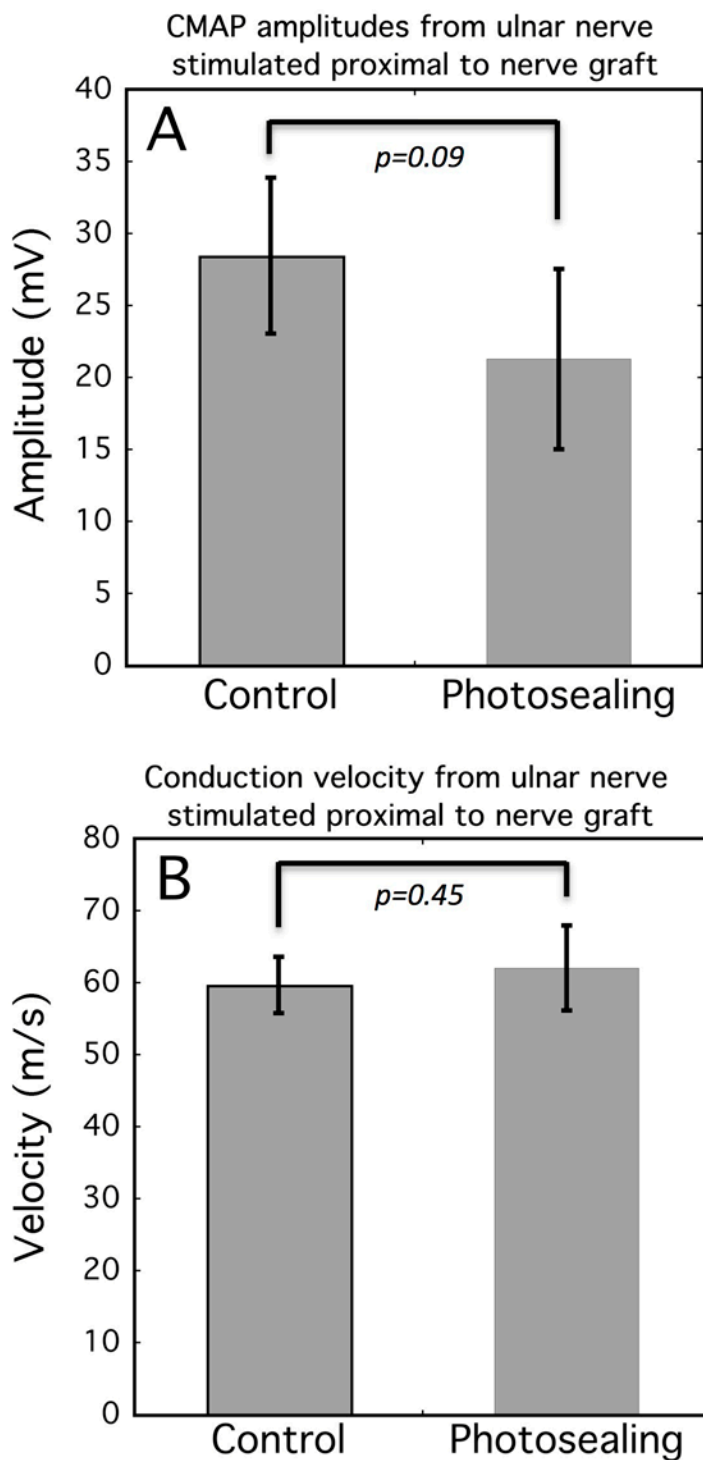 CMAP amplitudes from ulnar nerve
stimulated proximal to nerve graft
A
p=0.09
Amplitude (mV)
40
35
30
25
20
15
10
5
0
Control
Photosealing
Conduction velocity from ulnar nerve
stimulated proximal to nerve graft
B
p=0.45
Velocity (m/s)
80
70
60
50
40
30
20
10
0
Control
Photosealing